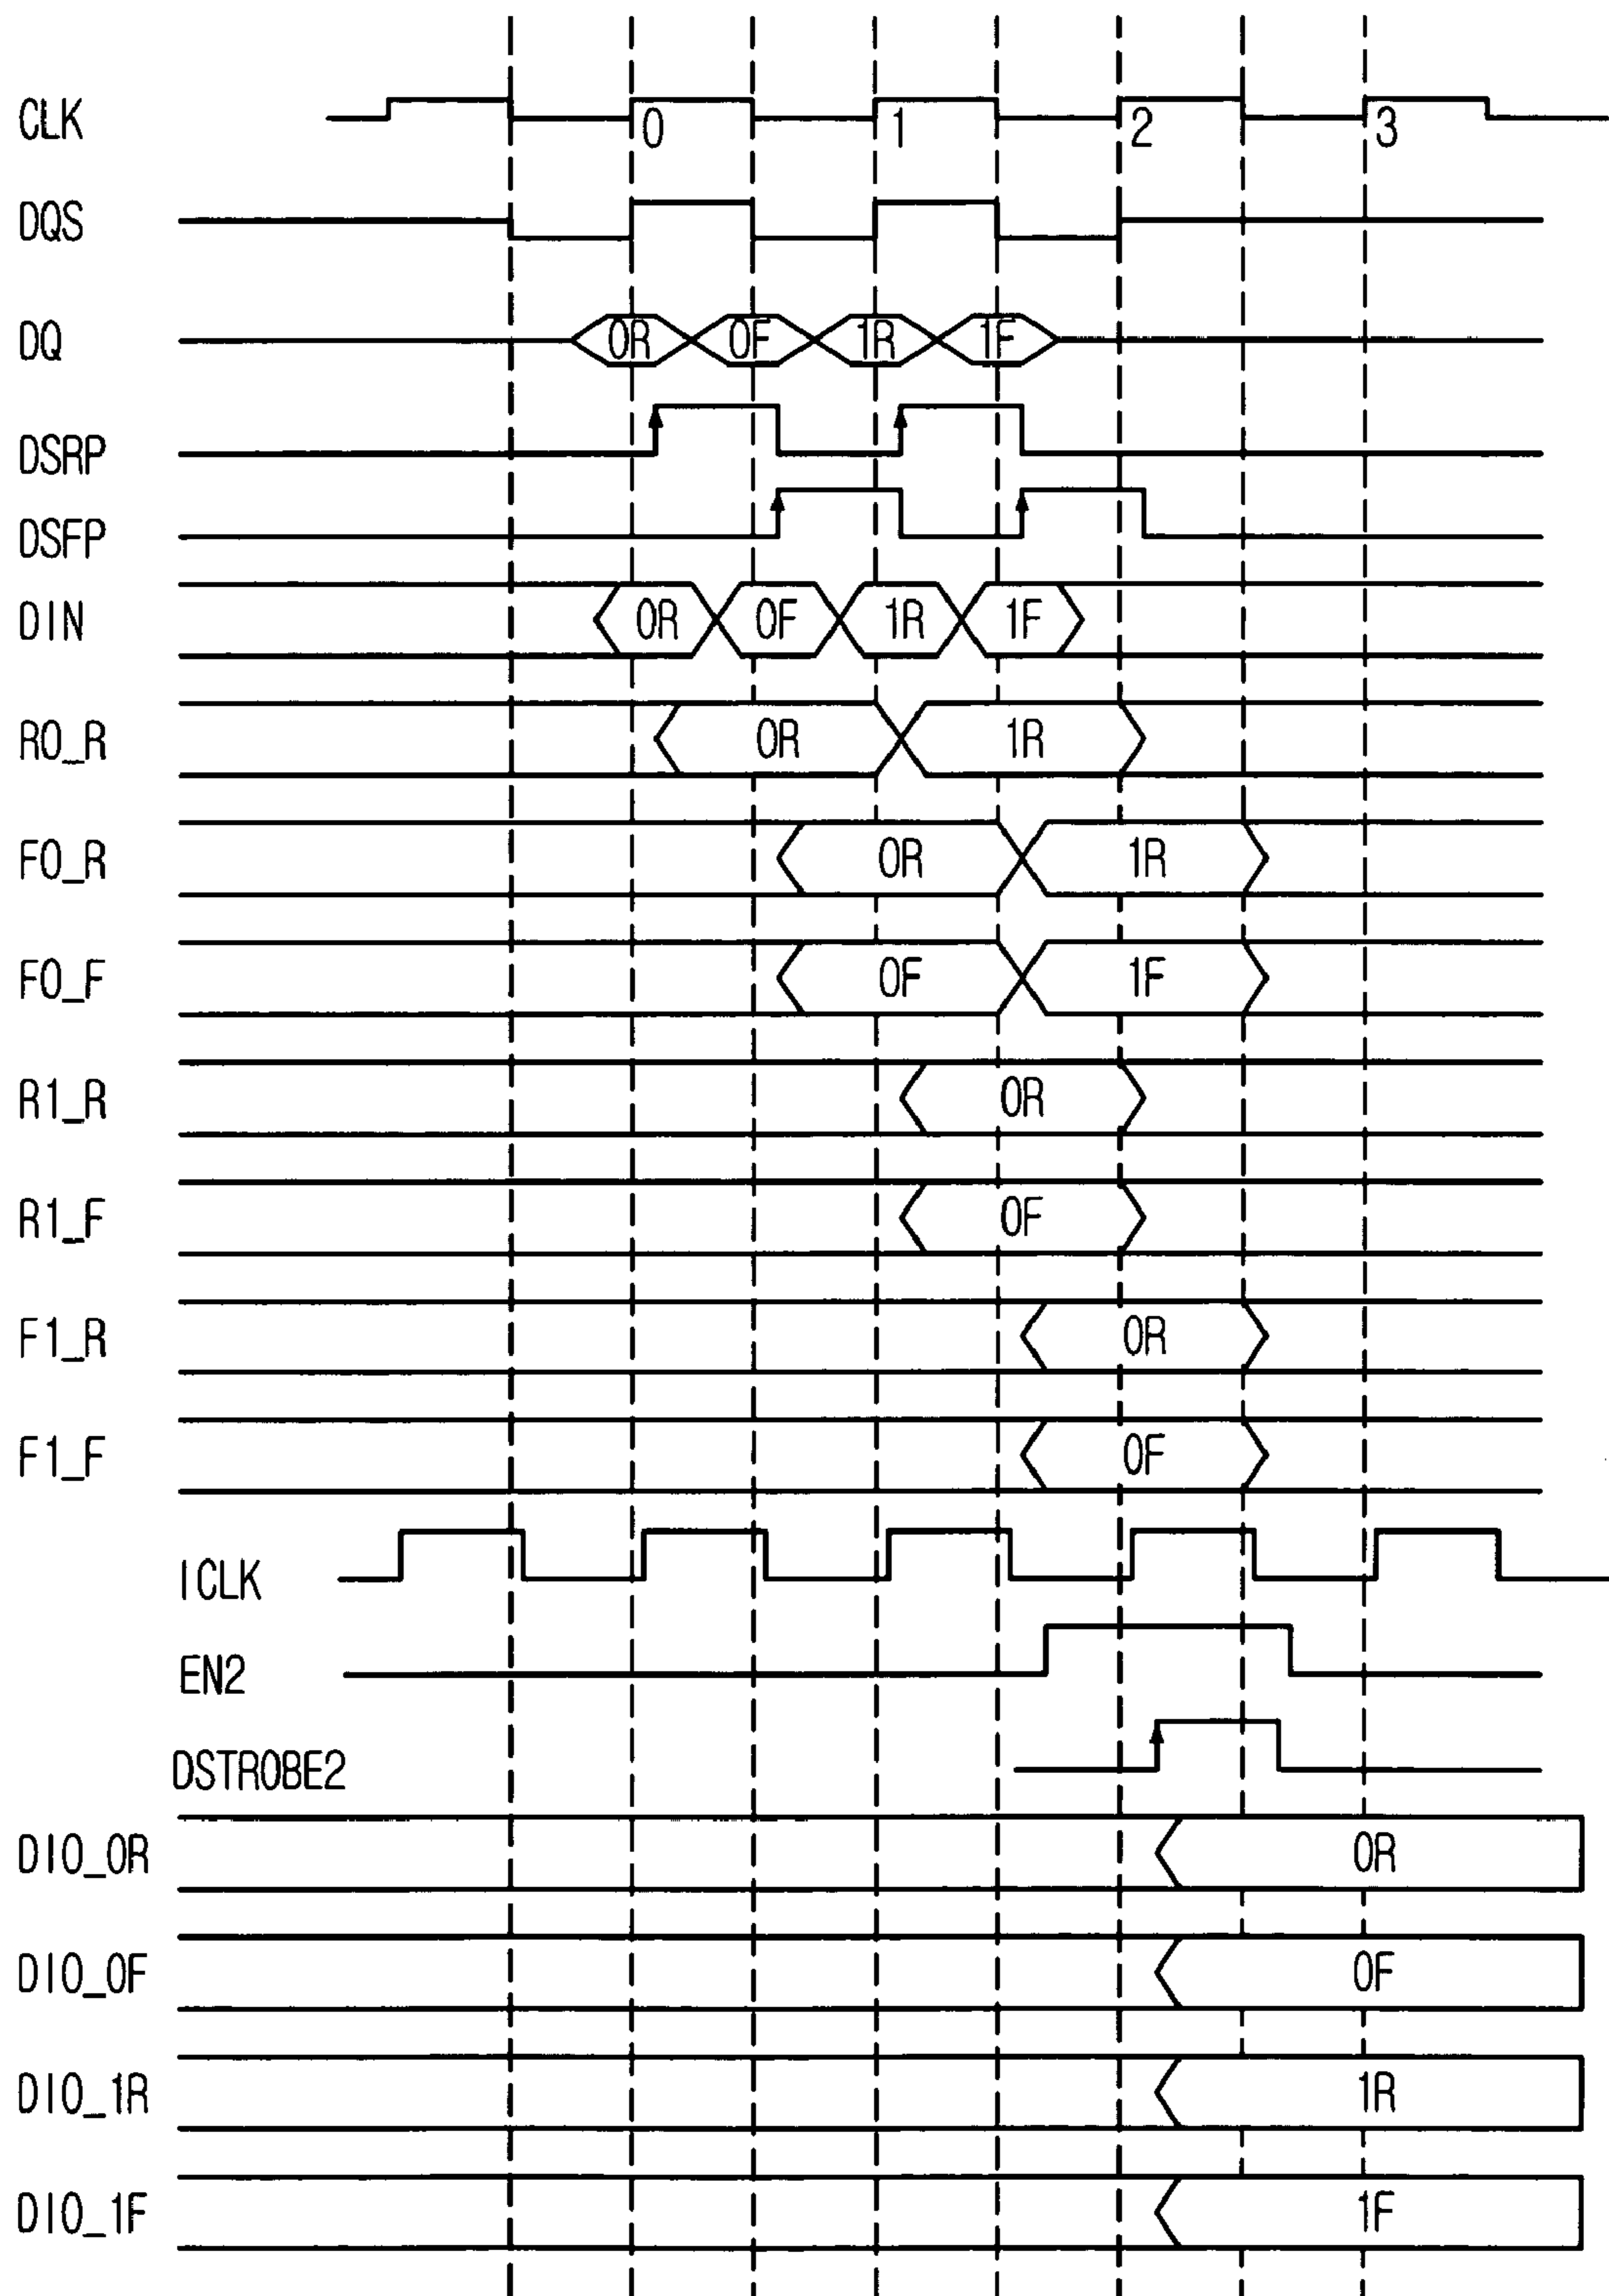 CLK 0 1 2 3
DQS
DQ 0R 0F 1R 1F
DSRP
DSFP
DIN 0R 0F 1R 1F
R0_R 0R 1R
F0_R 0R 1R
F0_F 0F 1F
R1_R 0R
R1_F 0F
F1_R 0R
F1_F 0F
ICLK
EN2
DSTROBE2
DIO_0R 0R
DIO_0F 0F
DIO_1R 1R
DIO_1F 1F